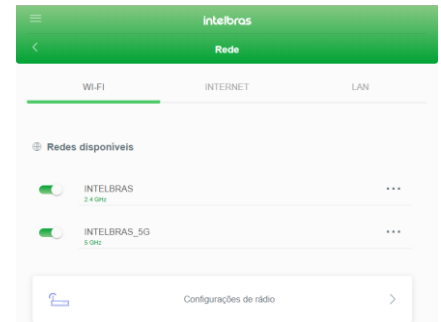 intelbras
Rede
WI-FI INTERNET LAN
Redes disponíveis
INTELBRAS
2.4 GHz
INTELBRAS_5G
5 GHz
Configurações de rádio